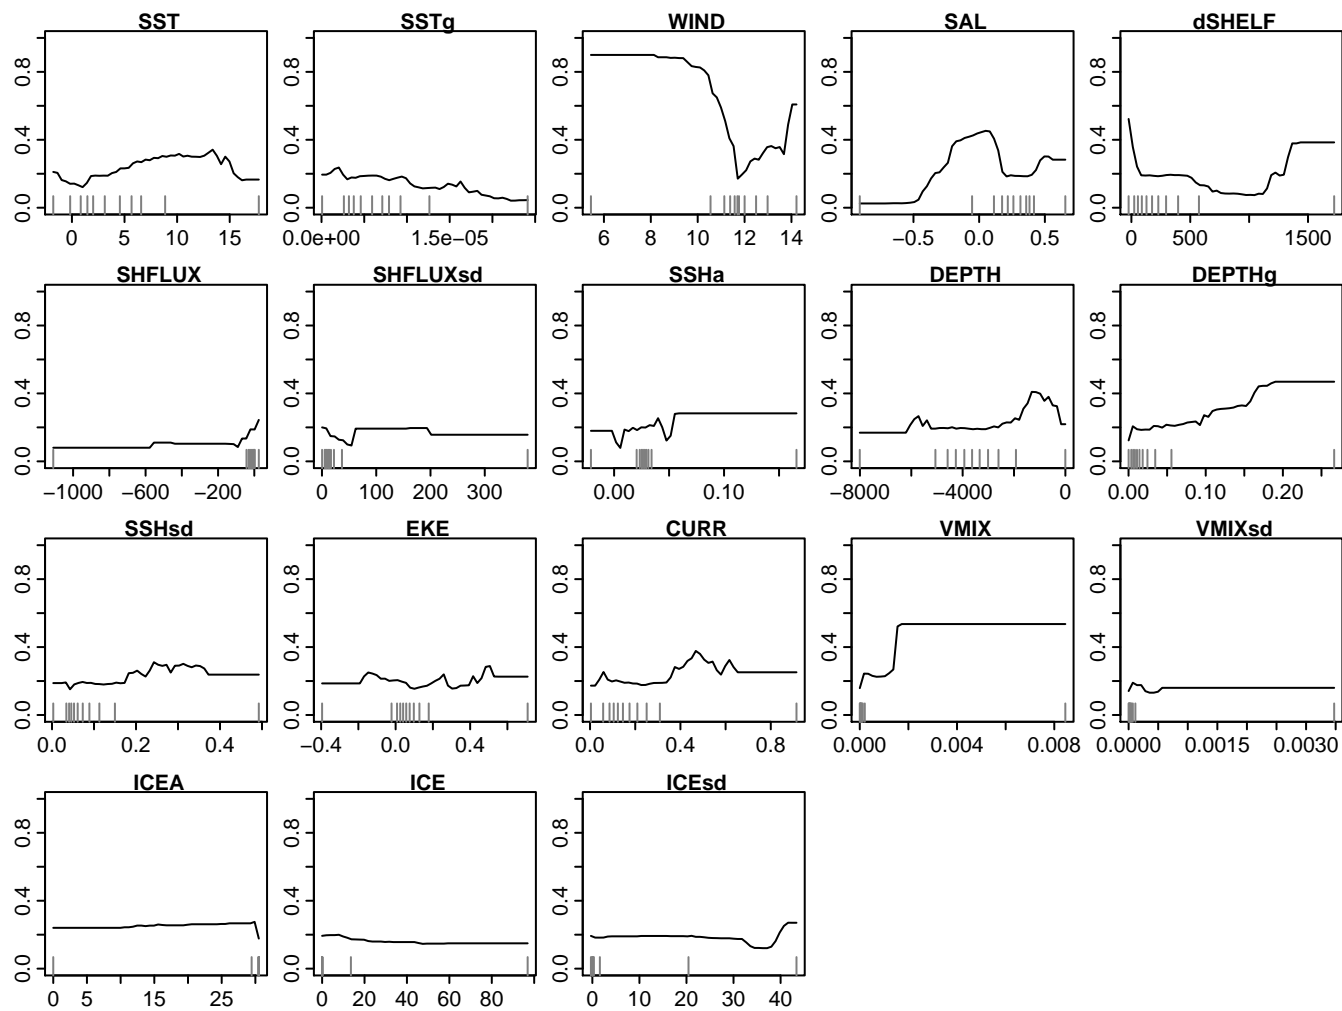 SST SSTg WIND SAL dSHELF
0.8 0.8 0.8 0.8 0.8
0.4 0.4 0.4 0.4 0.4
0.0 0.0 0.0 0.0 0.0
0 5 10 15 0.0e+00 1.5e−05 6 8 10 12 14 −0.5 0.0 0.5 0 500 1500
SHFLUX SHFLUXsd SSHa DEPTH DEPTHg
0.8 0.8 0.8 0.8 0.8
0.4 0.4 0.4 0.4 0.4
0.0 0.0 0.0 0.0 0.0
−1000 −600 −200 0 100 200 300 0.00 0.10 −8000 −4000 0 0.00 0.10 0.20
SSHsd EKE CURR VMIX VMIXsd
0.8 0.8 0.8 0.8 0.8
0.4 0.4 0.4 0.4 0.4
0.0 0.0 0.0 0.0 0.0
0.0 0.2 0.4 −0.4 0.0 0.4 0.0 0.4 0.8 0.000 0.004 0.008 0.0000 0.0015 0.0030
ICEA ICE ICEsd
0.8 0.8 0.8
0.4 0.4 0.4
0.0 0.0 0.0
0 5 15 25 0 20 40 60 80 0 10 20 30 40